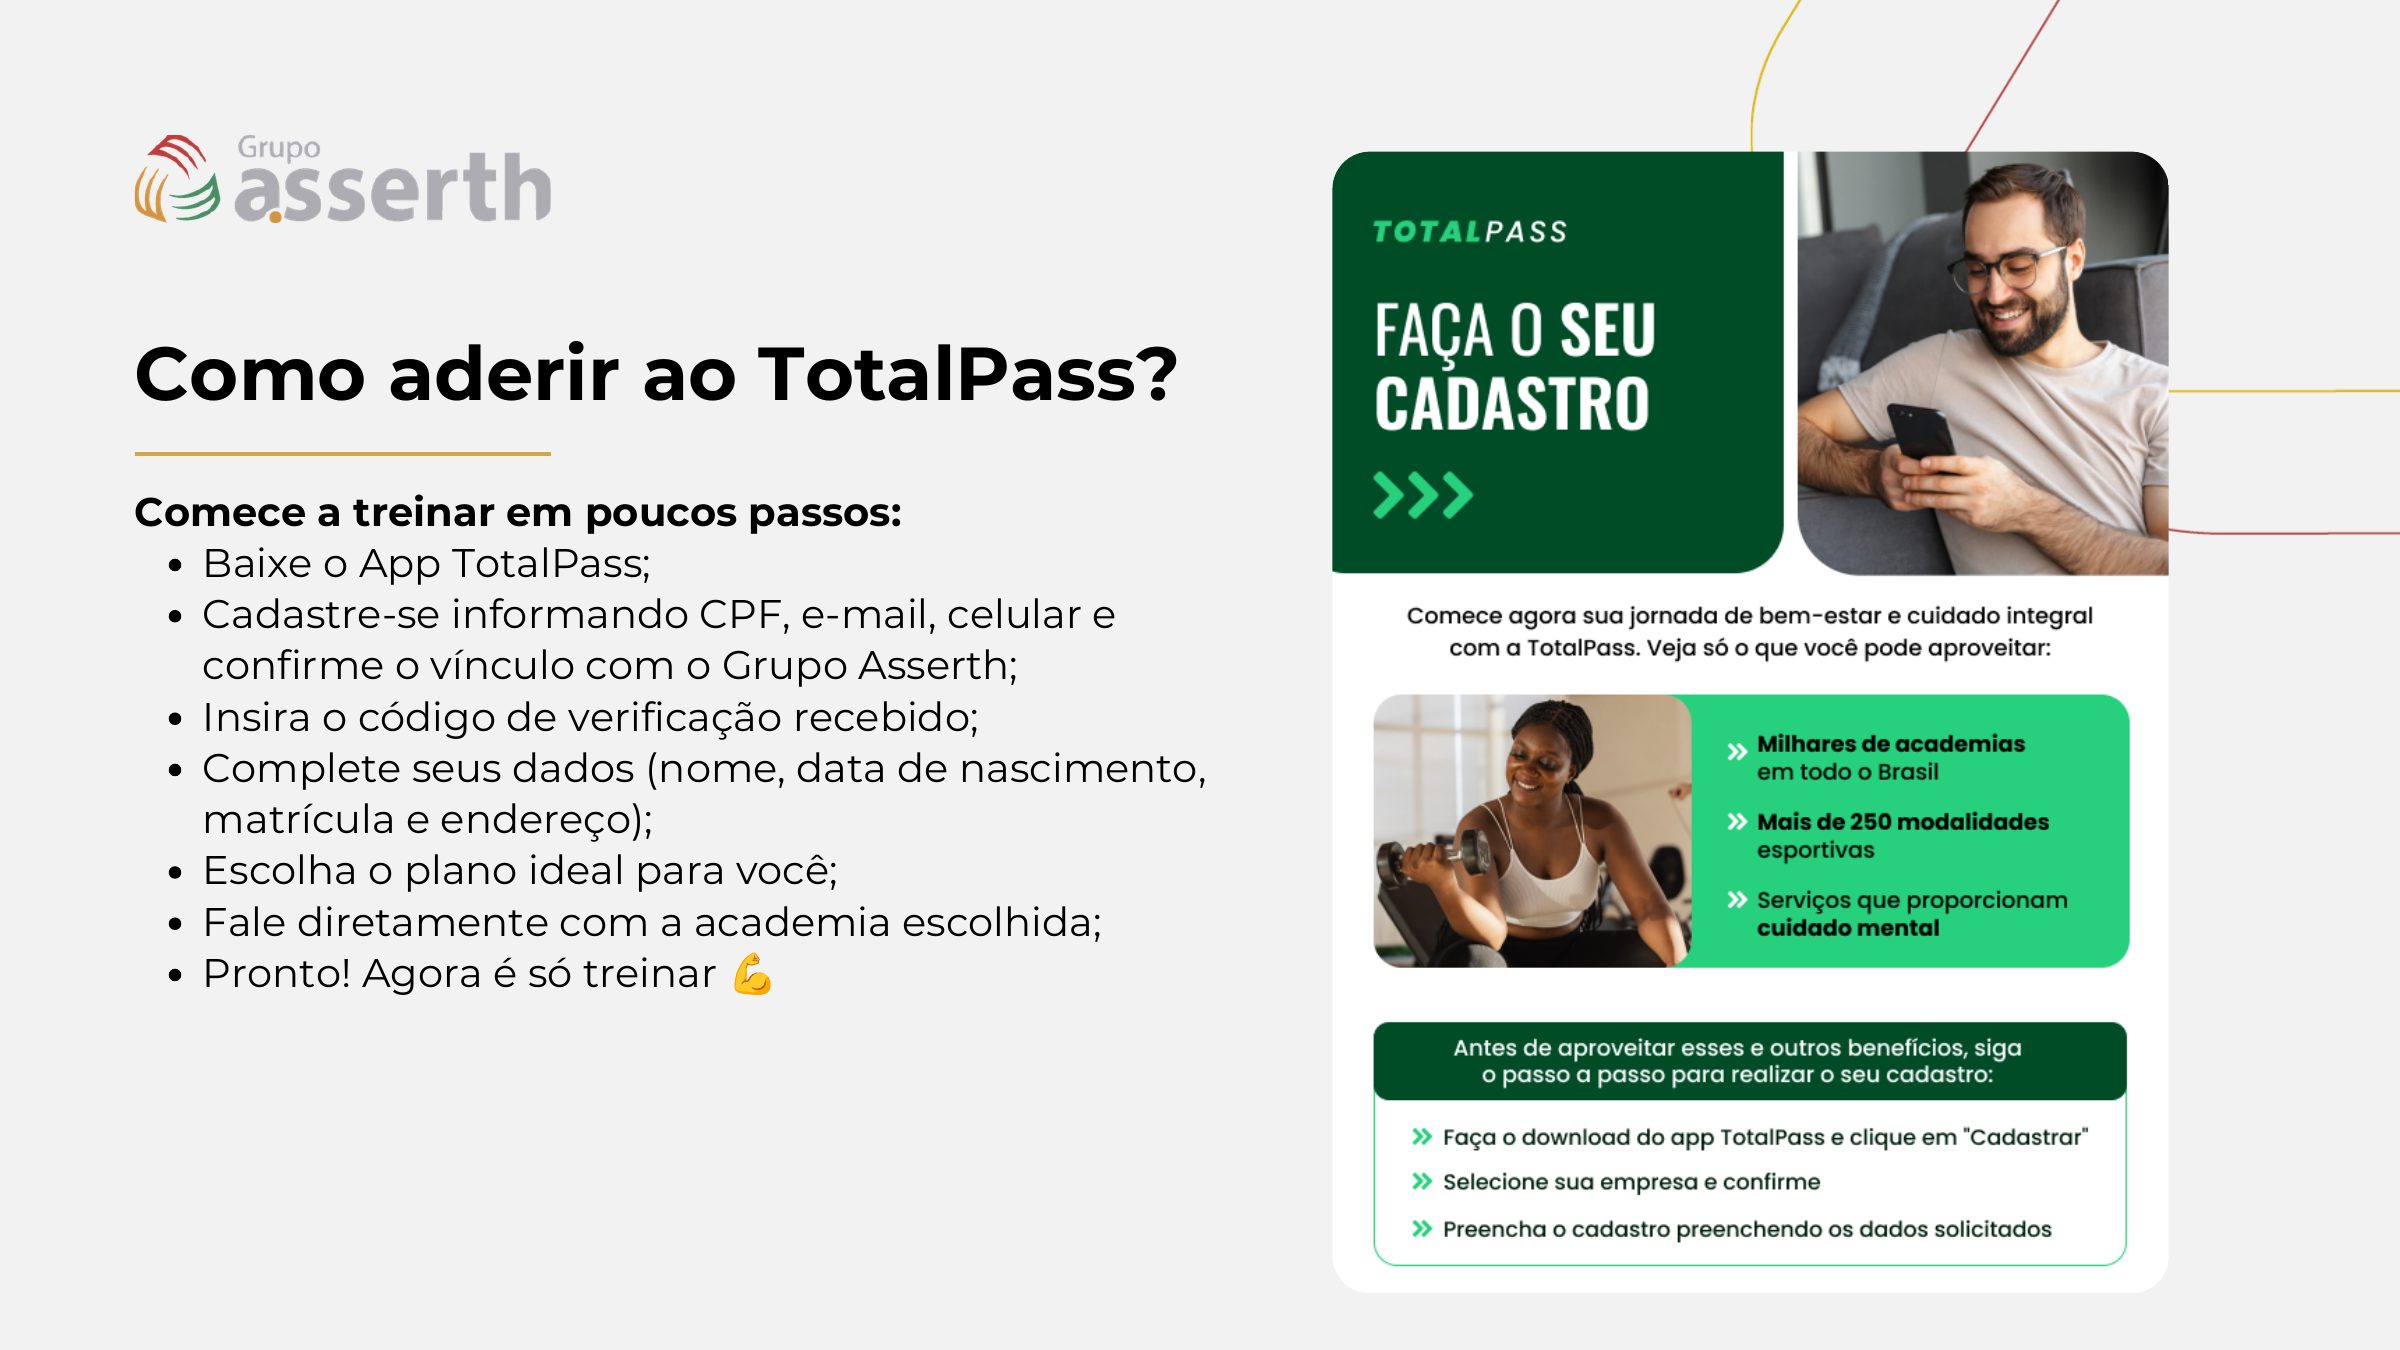 Grupo
asserth
Como aderir ao TotalPass?
Comece a treinar em poucos passos:
• Baixe o App TotalPass;
• Cadastre-se informando CPF, e-mail, celular e
confirme o vínculo com o Grupo Asserth;
• Insira o código de verificação recebido;
• Complete seus dados (nome, data de nascimento,
matrícula e endereço);
• Escolha o plano ideal para você;
• Fale diretamente com a academia escolhida;
• Pronto! Agora é só treinar 💪
TOTALPASS
FAÇA O SEU
CADASTRO
Comece agora sua jornada de bem-estar e cuidado integral
com a TotalPass. Veja só o que você pode aproveitar:
Milhares de academias
em todo o Brasil
Mais de 250 modalidades
esportivas
Serviços que proporcionam
cuidado mental
Antes de aproveitar esses e outros benefícios, siga
o passo a passo para realizar o seu cadastro:
Faça o download do app TotalPass e clique em "Cadastrar"
Selecione sua empresa e confirme
Preencha o cadastro preenchendo os dados solicitados